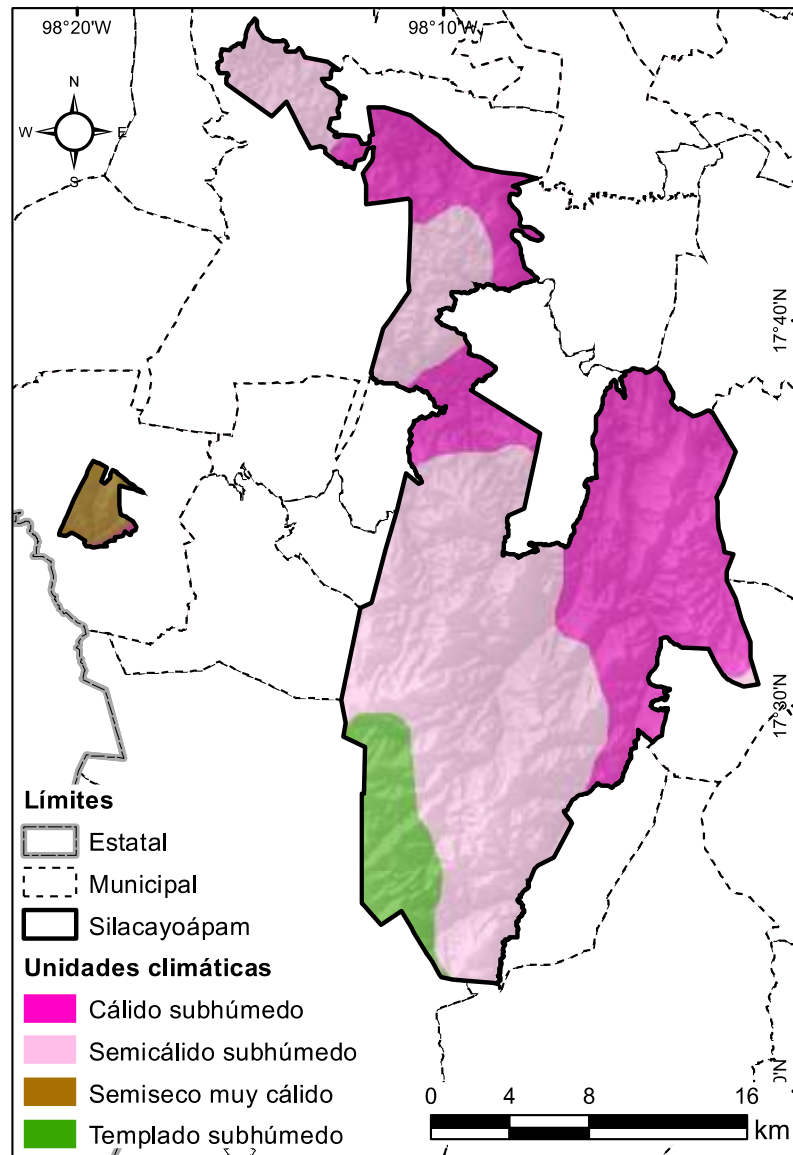 98°20'W
98°10'W
N
W
E
S
17°40'N
17°30'N
Límites
Estatal
Municipal
Silacayoápam
Unidades climáticas
Cálido subhúmedo
Semicálido subhúmedo
Semiseco muy cálido
Templado subhúmedo
0'N
0 4 8 16
km